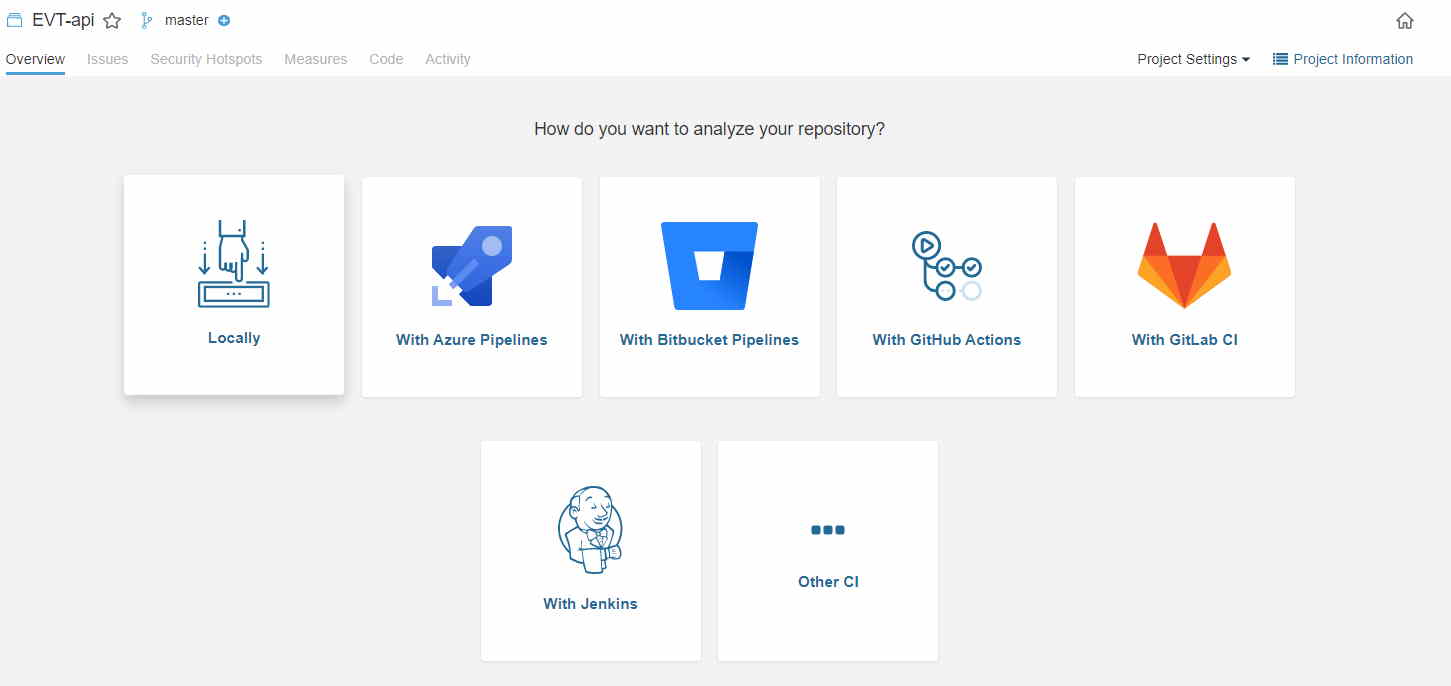 EVT-api master
Overview Issues Security Hotspots Measures Code Activity Project Settings Project Information
How do you want to analyze your repository?
Locally
With Azure Pipelines
With Bitbucket Pipelines
With GitHub Actions
With GitLab CI
With Jenkins
Other CI